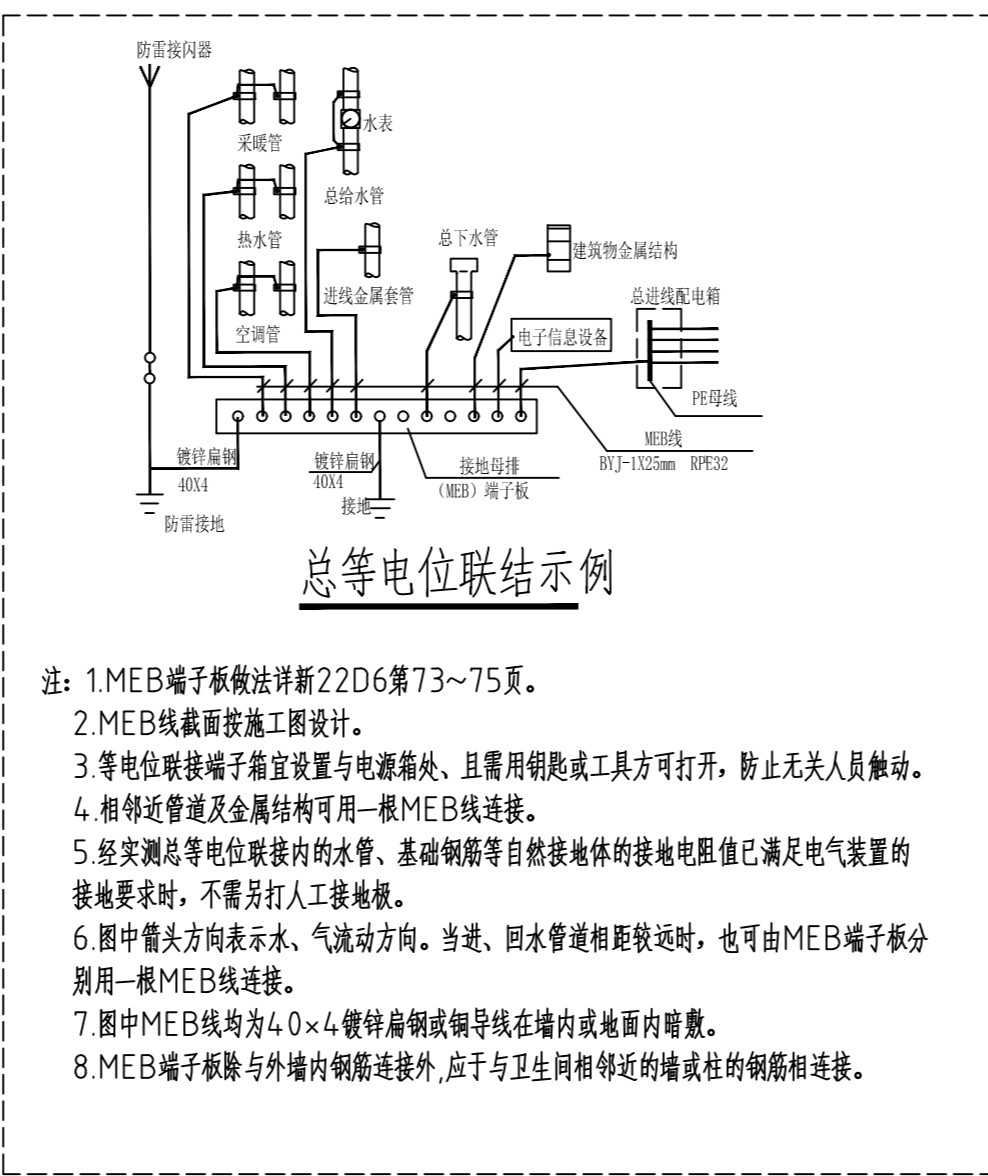 防雷接闪器
采暖管
水表
总给水管
热水管
总下水管
建筑物金属结构
进线金属套管
总进线配电箱
空调管
电子信息设备
PE母线
MEB线
BYJ-1X25mm RPE32
镀锌扁钢
40X4
镀锌扁钢
40X4
接地母排
(MEB) 端子板
接地
防雷接地
总等电位联结示例
注: 1.MEB端子板做法详新22D6第73~75页。
2.MEB线截面按施工图设计。
3.等电位联接端子箱宜设置与电源箱处、且需用钥匙或工具方可打开，防止无关人员触动。
4.相邻近管道及金属结构可用一根MEB线连接。
5.经实测总等电位联接内的水管、基础钢筋等自然接地体的接地电阻值已满足电气装置的
接地要求时，不需另打人工接地极。
6.图中箭头方向表示水、气流动方向。当进、回水管道相距较远时，也可由MEB端子板分
别用一根MEB线连接。
7.图中MEB线均为40×4镀锌扁钢或铜导线在墙内或地面内暗敷。
8.MEB端子板除与外墙内钢筋连接外,应于与卫生间相邻近的墙或柱的钢筋相连接。